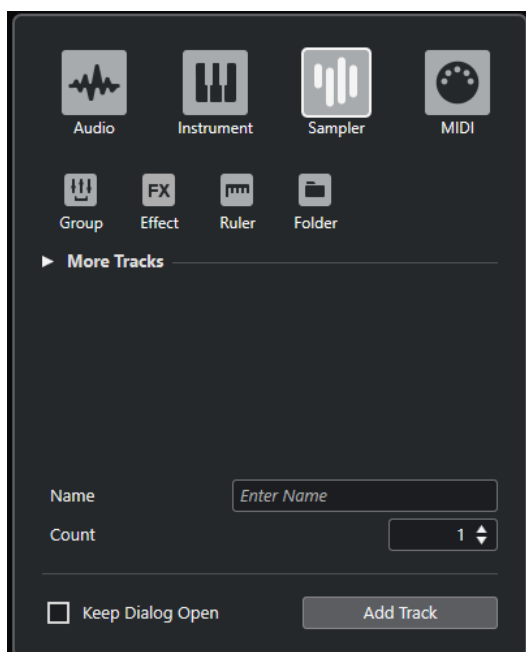 Audio Instrument Sampler MIDI
FX
Group Effect Ruler Folder
More Tracks
Name Enter Name
Count 1
Keep Dialog Open Add Track